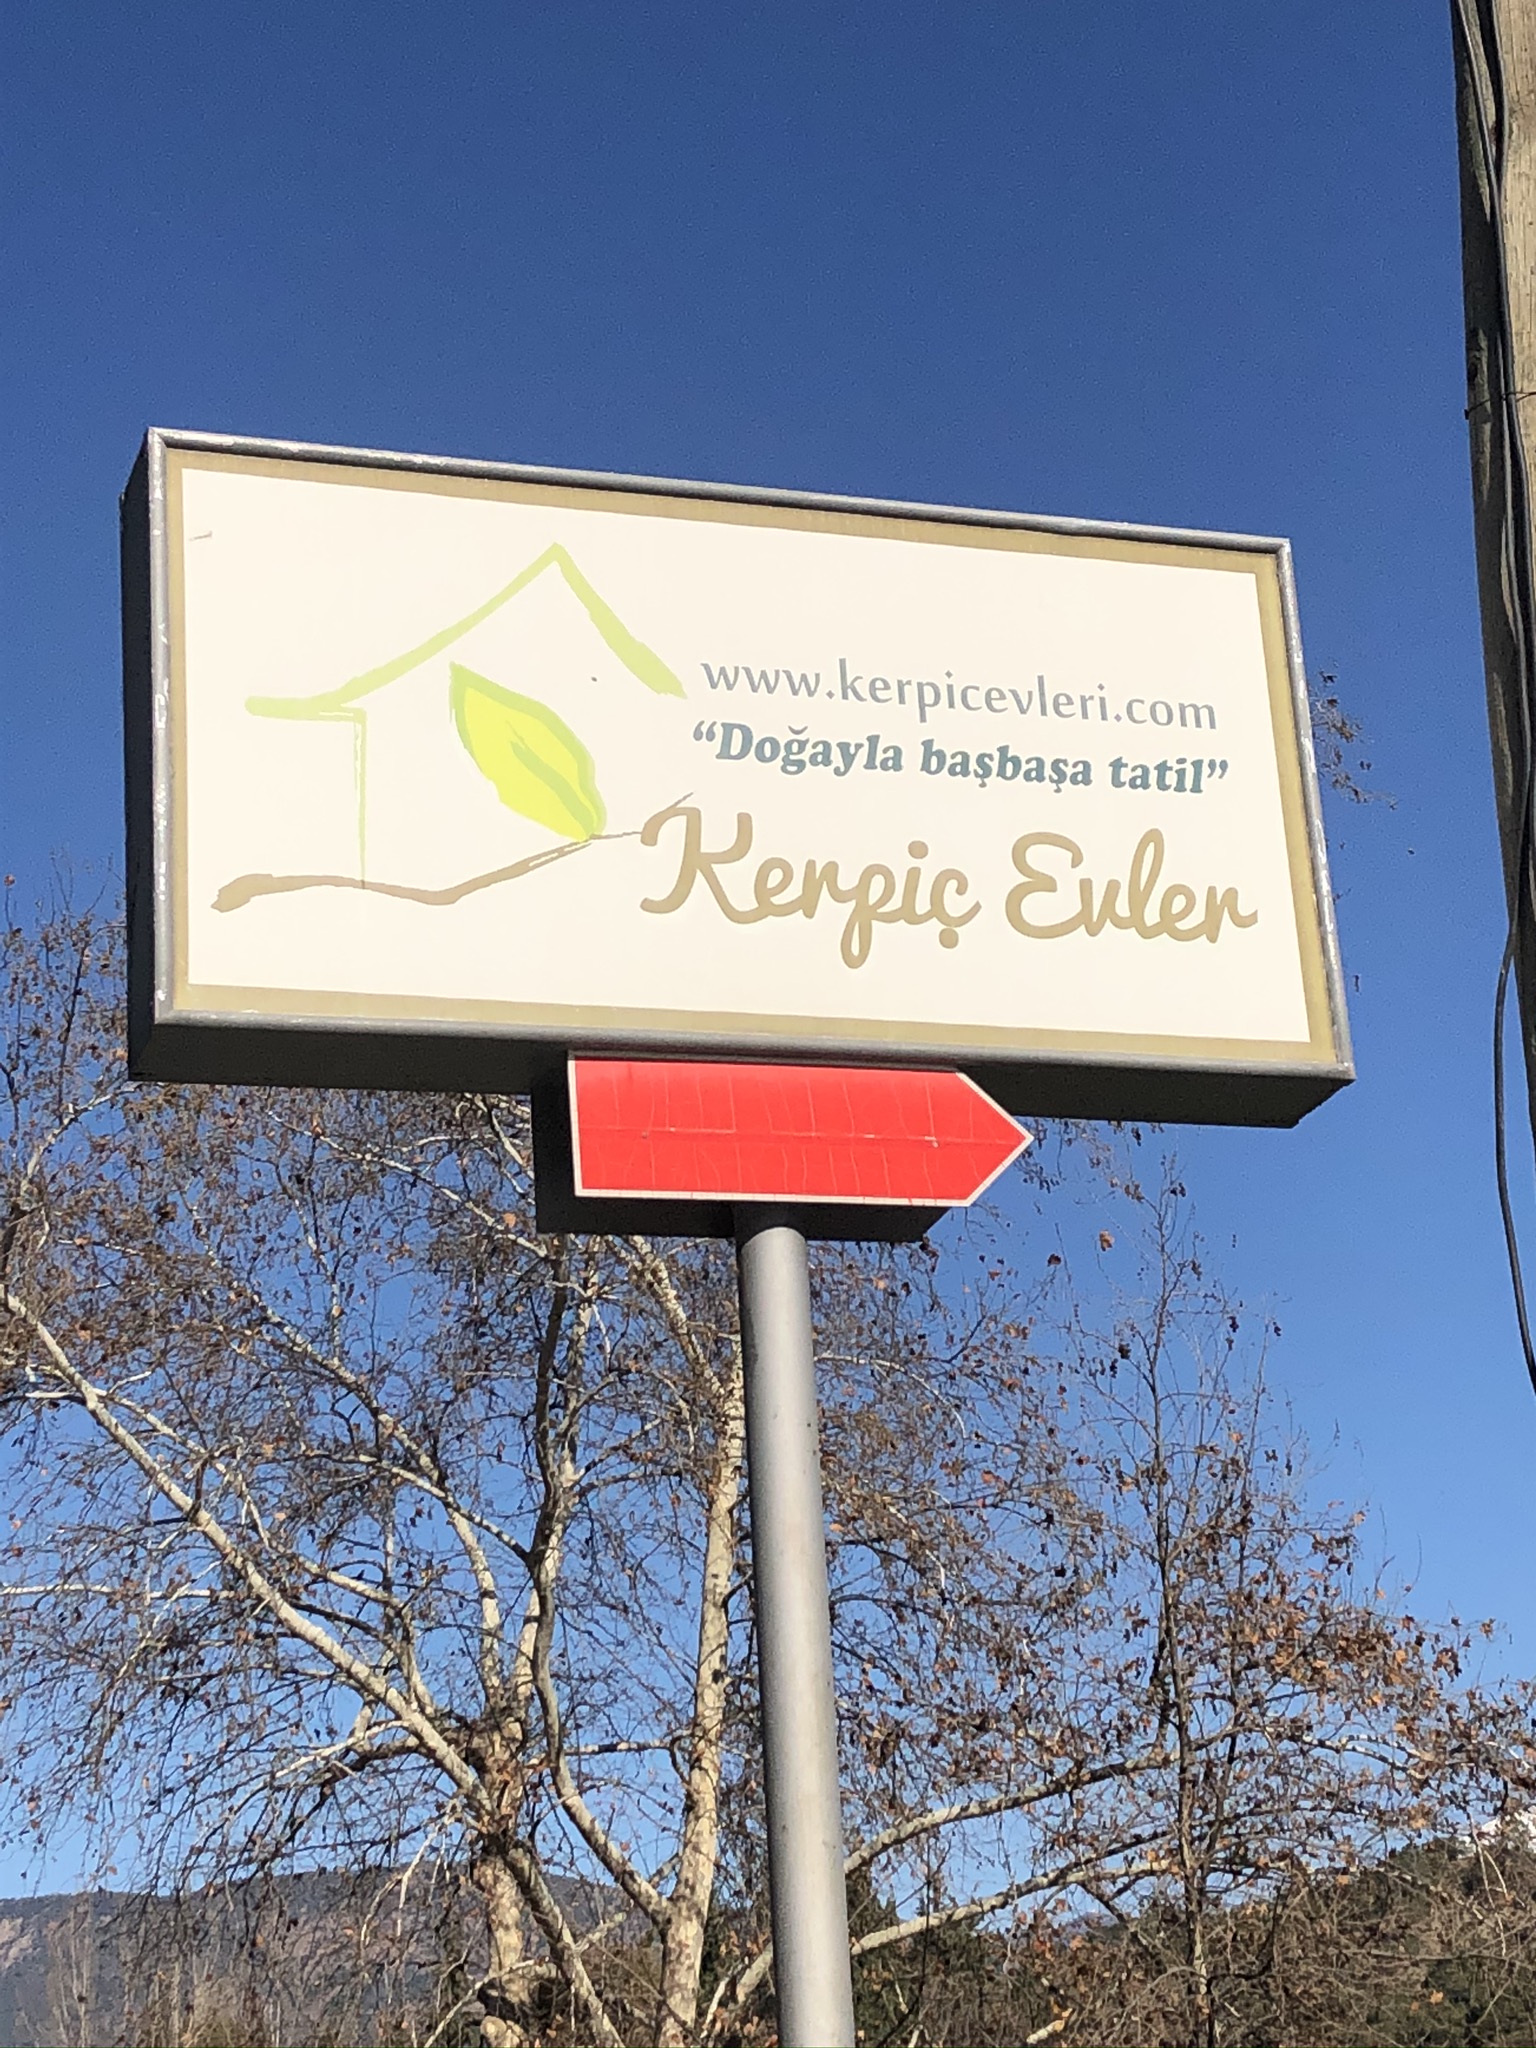 www.kerpicevleri.com
“Doğayla başbaşa tatil”
Kerpiç Evler